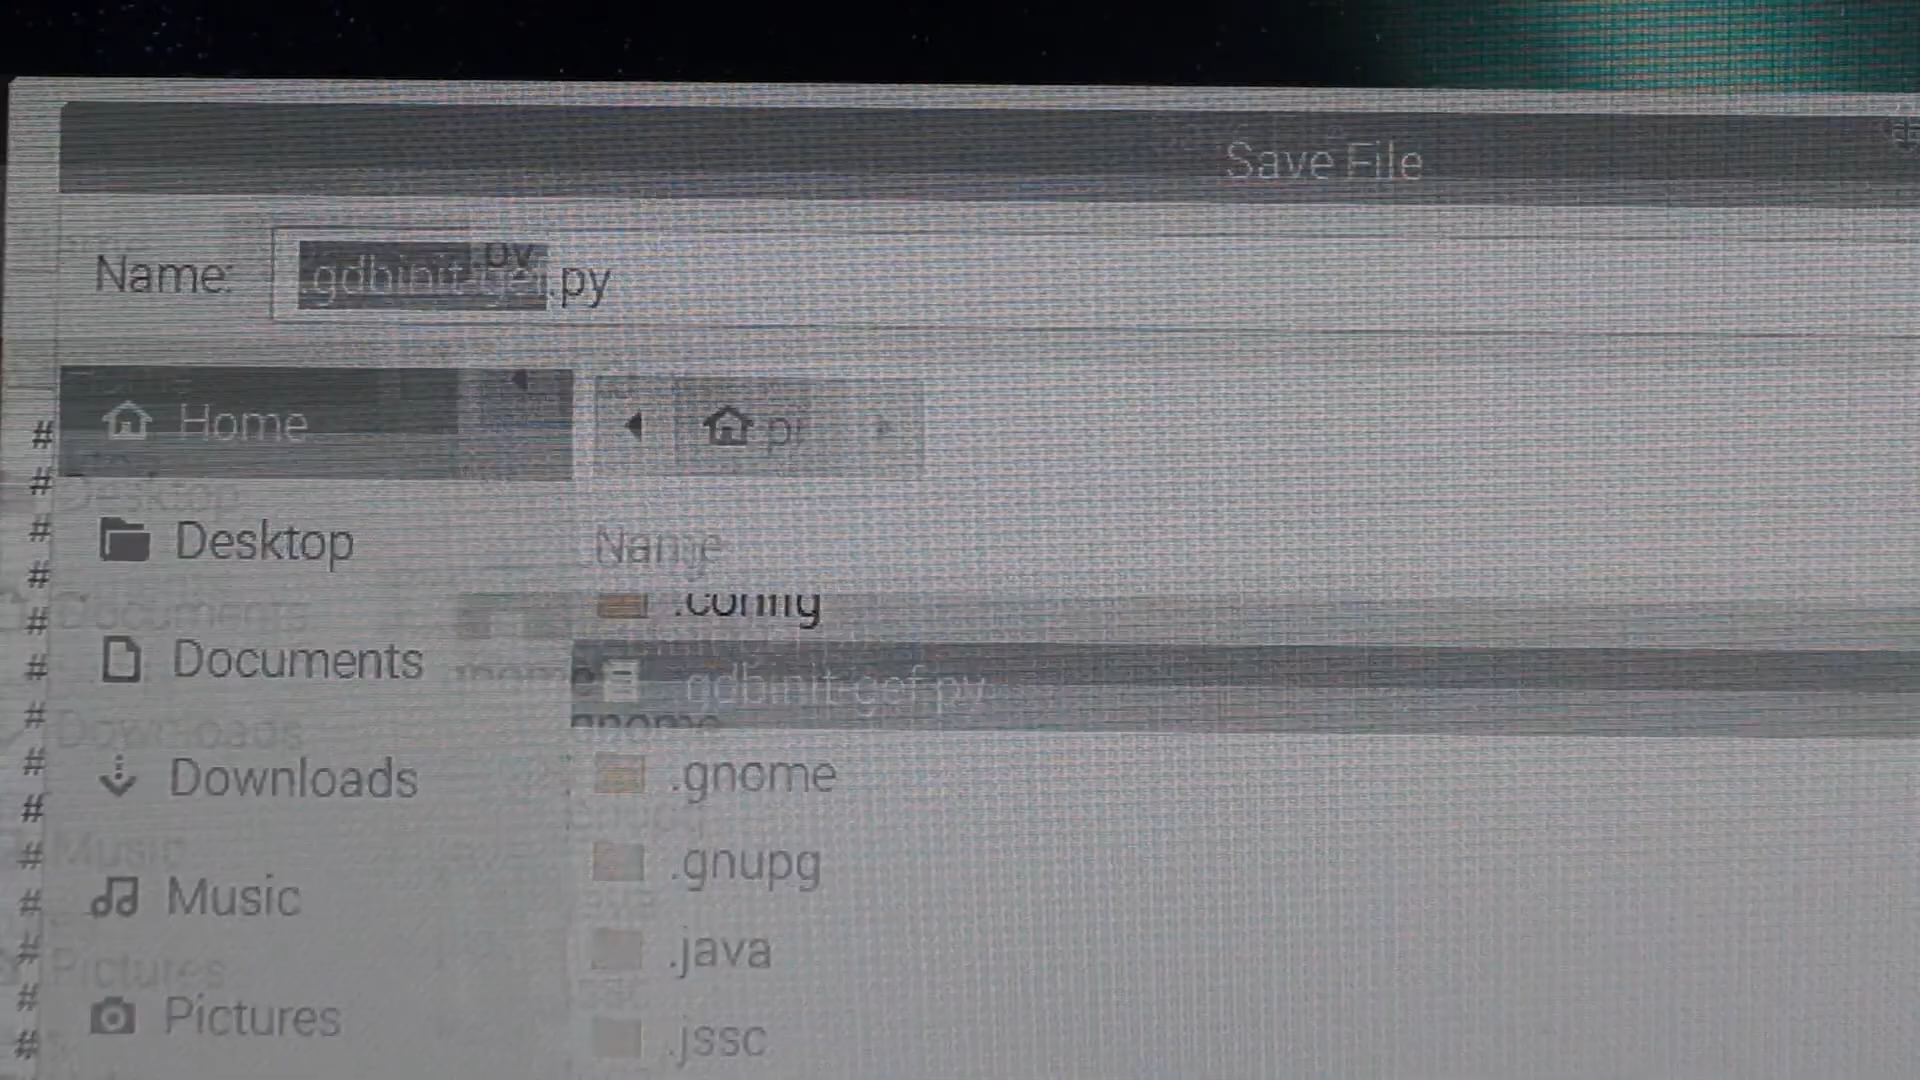 Save File
Name: .gdbinit-gef.py
Home
pi
Desktop
Name
.config
Documents
.gdbinit-gef.py
Downloads
.gnome
.gnupg
Music
.java
Pictures
.jssc
#
#
#
#
#
#
#
#
#
#
#
#
#
#